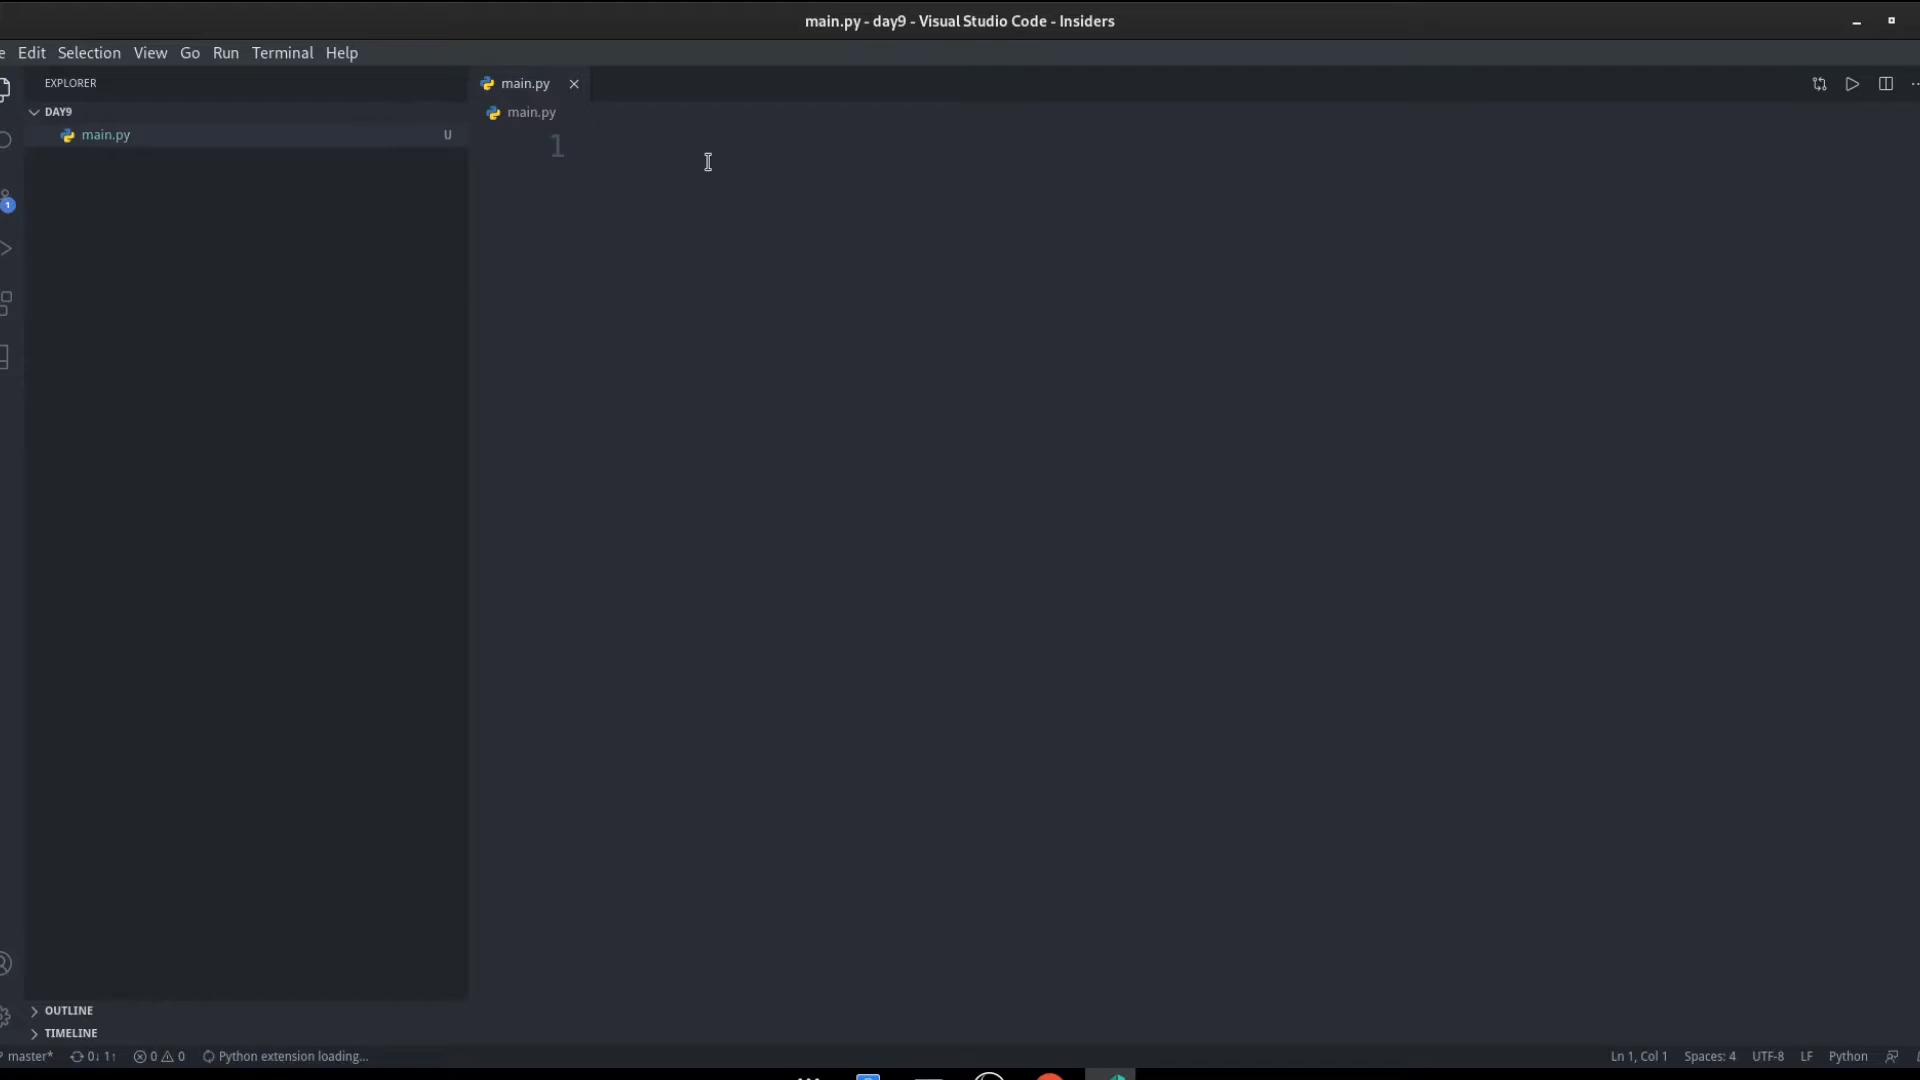 main.py - day9 - Visual Studio Code - Insiders
Edit Selection View Go Run Terminal Help
EXPLORER
DAY9
main.py U
main.py
main.py
1
1
OUTLINE
TIMELINE
master* 0↓ 1↑ 0 0 Python extension loading...
Ln 1, Col 1 Spaces: 4 UTF-8 LF Python